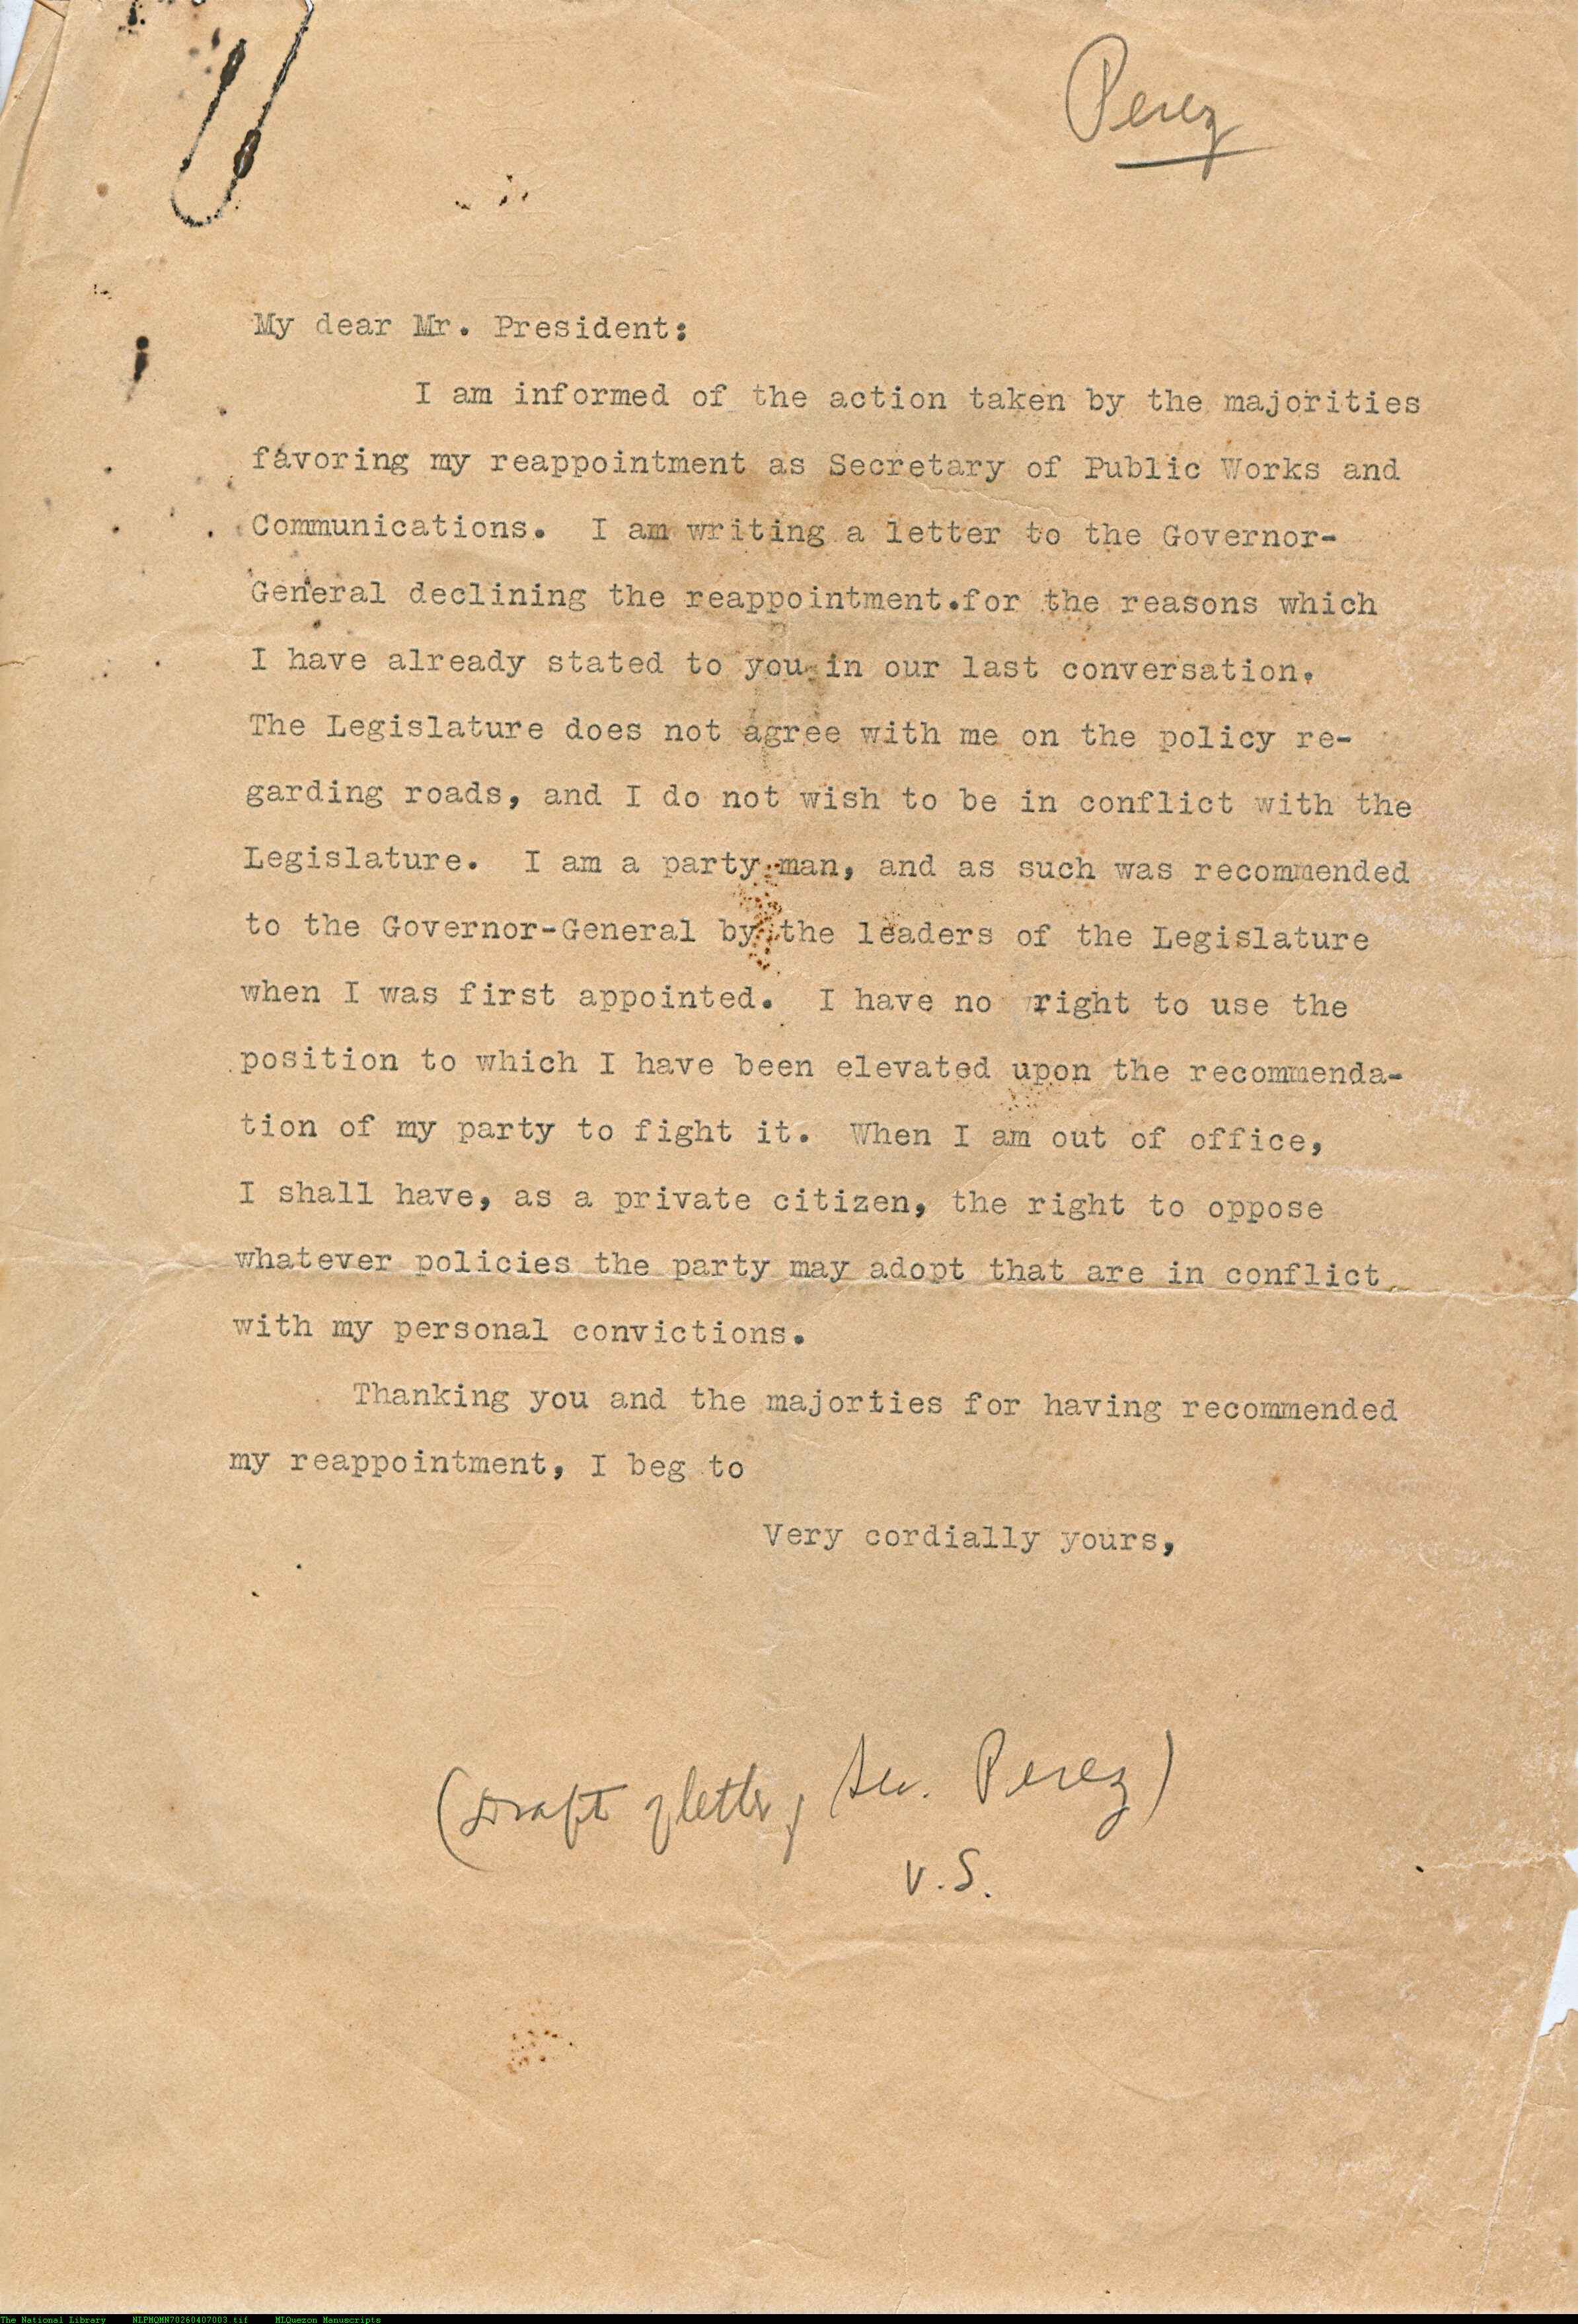 Perez
My dear Mr. President:
I am informed of the action taken by the majorities
favoring my reappointment as Secretary of Public Works and
Communications. I am writing a letter to the Governor-
General declining the reappointment.for the reasons which
I have already stated to you in our last conversation.
The Legislature does not agree with me on the policy re-
garding roads, and I do not wish to be in conflict with the
Legislature. I am a party man, and as such was recommended
to the Governor-General by the leaders of the Legislature
when I was first appointed. I have no right to use the
position to which I have been elevated upon the recommenda-
tion of my party to fight it. When I am out of office,
I shall have, as a private citizen, the right to oppose
whatever policies the party may adopt that are in conflict
with my personal convictions.
Thanking you and the majorties for having recommended
my reappointment, I beg to
Very cordially yours,
(Draft of letter, Sec. Perez)
V.S.
The National Library NLPMQMN70260407003.tif MLQuezon Manuscripts